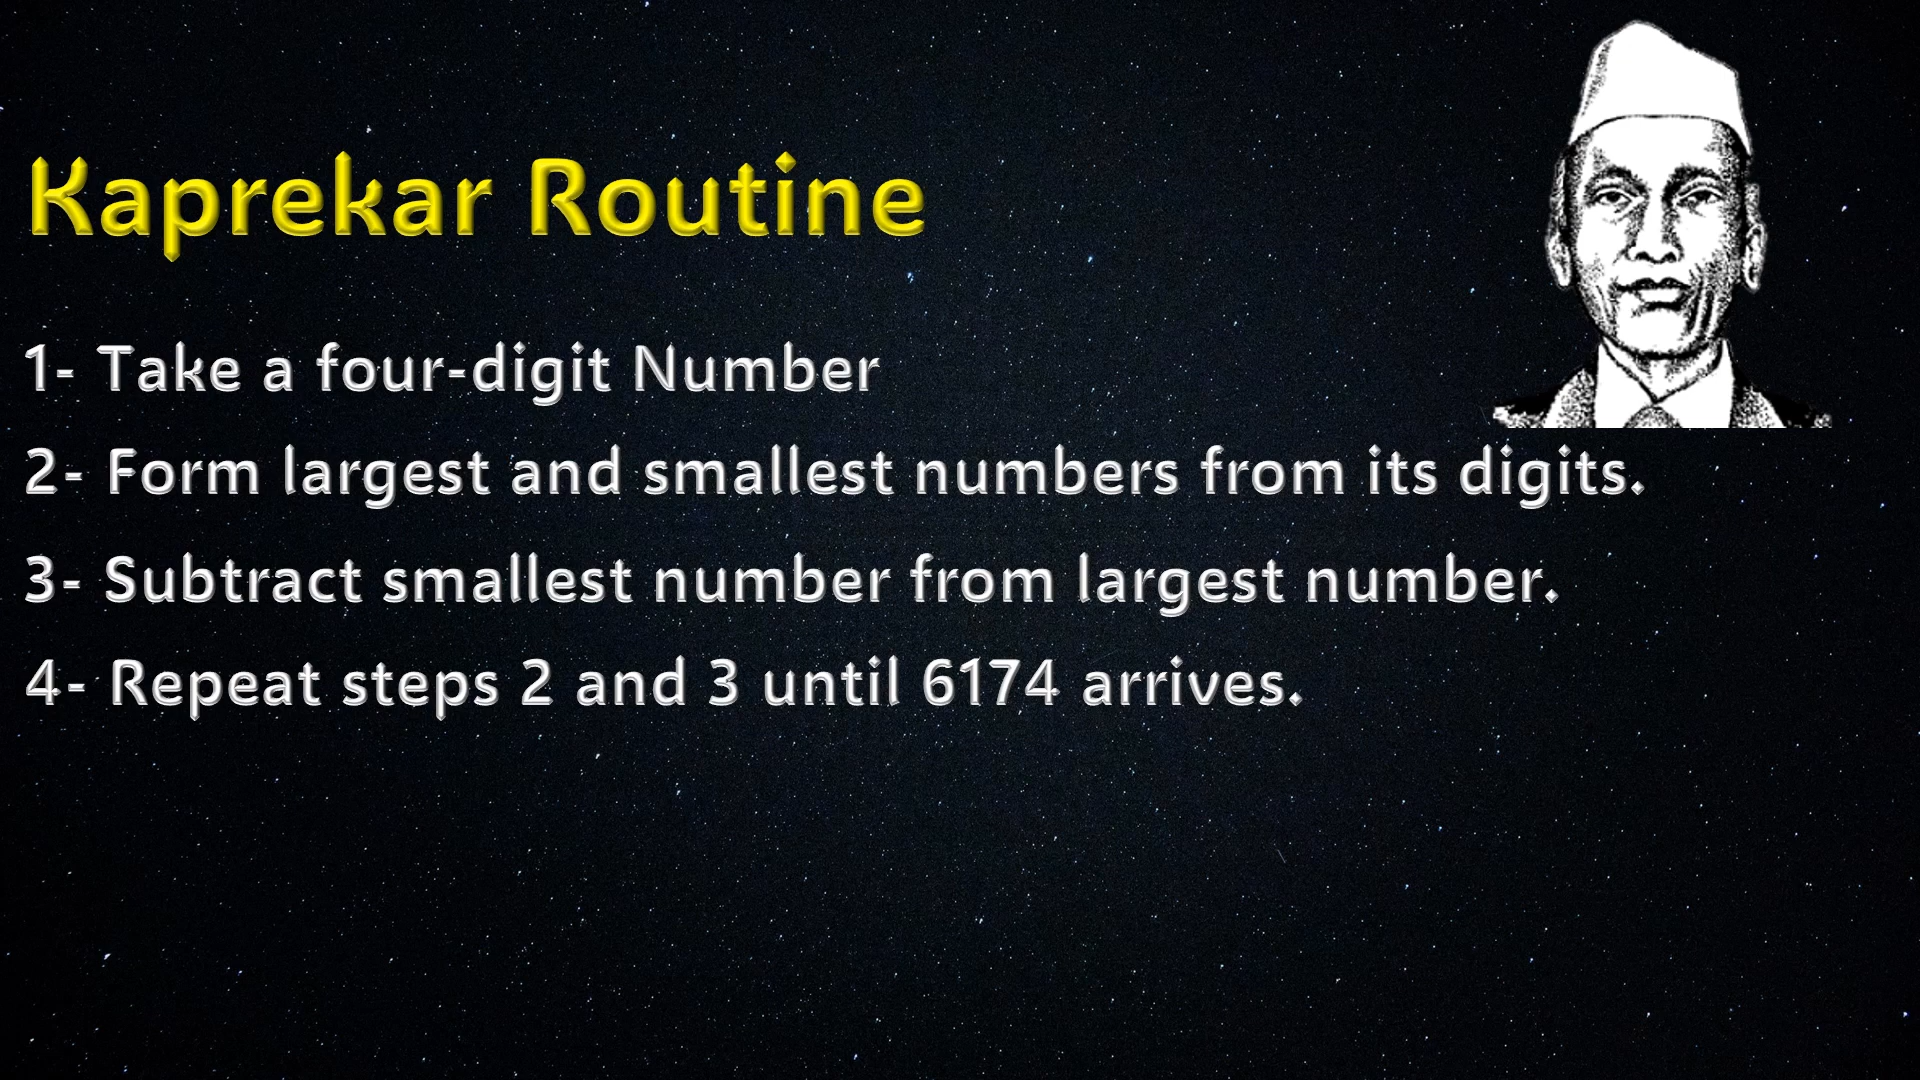 Kaprekar Routine
1- Take a four-digit Number
2- Form largest and smallest numbers from its digits.
3- Subtract smallest number from largest number.
4- Repeat steps 2 and 3 until 6174 arrives.